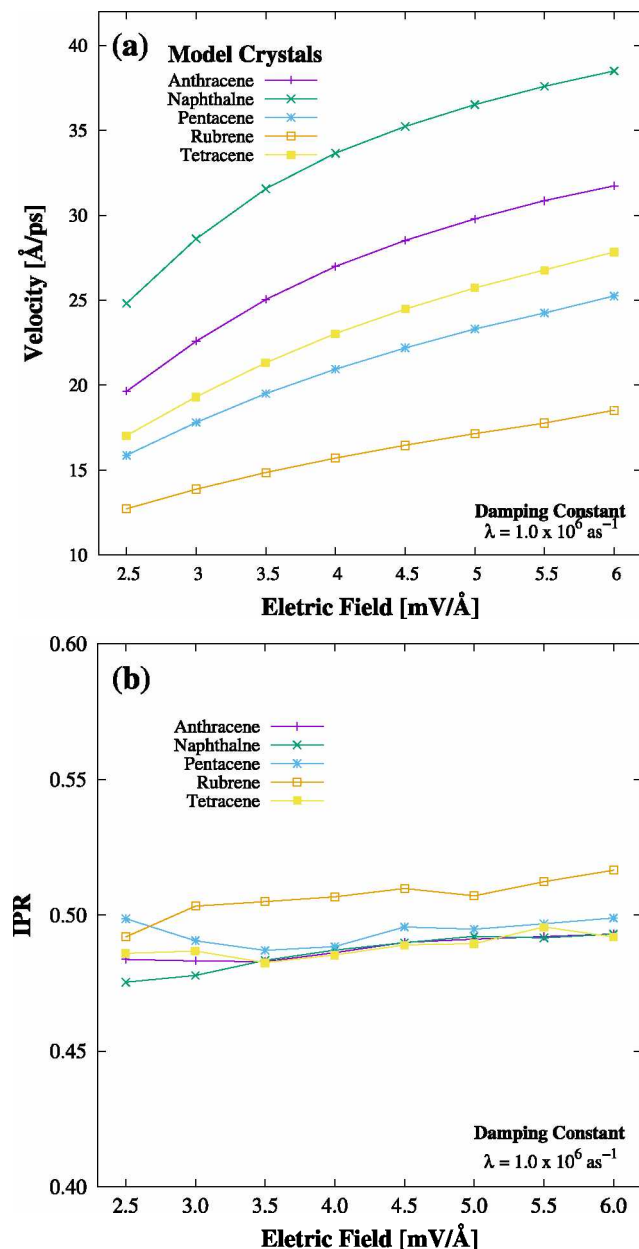 (a)
Model Crystals
Anthracene
Naphthalne
Pentacene
Rubrene
Tetracene
40
35
30
25
20
15
10
Velocity [Å/ps]
Damping Constant
λ = 1.0 x 10⁶ as⁻¹
2.5 3 3.5 4 4.5 5 5.5 6
Eletric Field [mV/Å]
(b)
Anthracene
Naphthalne
Pentacene
Rubrene
Tetracene
0.60
0.55
0.50
0.45
0.40
IPR
Damping Constant
λ = 1.0 x 10⁶ as⁻¹
2.5 3.0 3.5 4.0 4.5 5.0 5.5 6.0
Eletric Field [mV/Å]